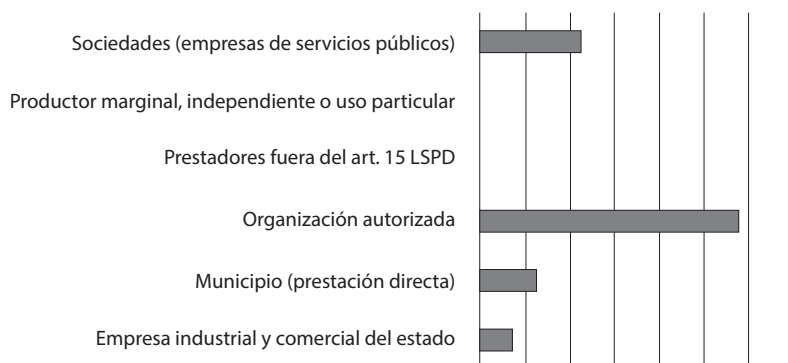 Sociedades (empresas de servicios públicos)
Productor marginal, independiente o uso particular
Prestadores fuera del art. 15 LSPD
Organización autorizada
Municipio (prestación directa)
Empresa industrial y comercial del estado